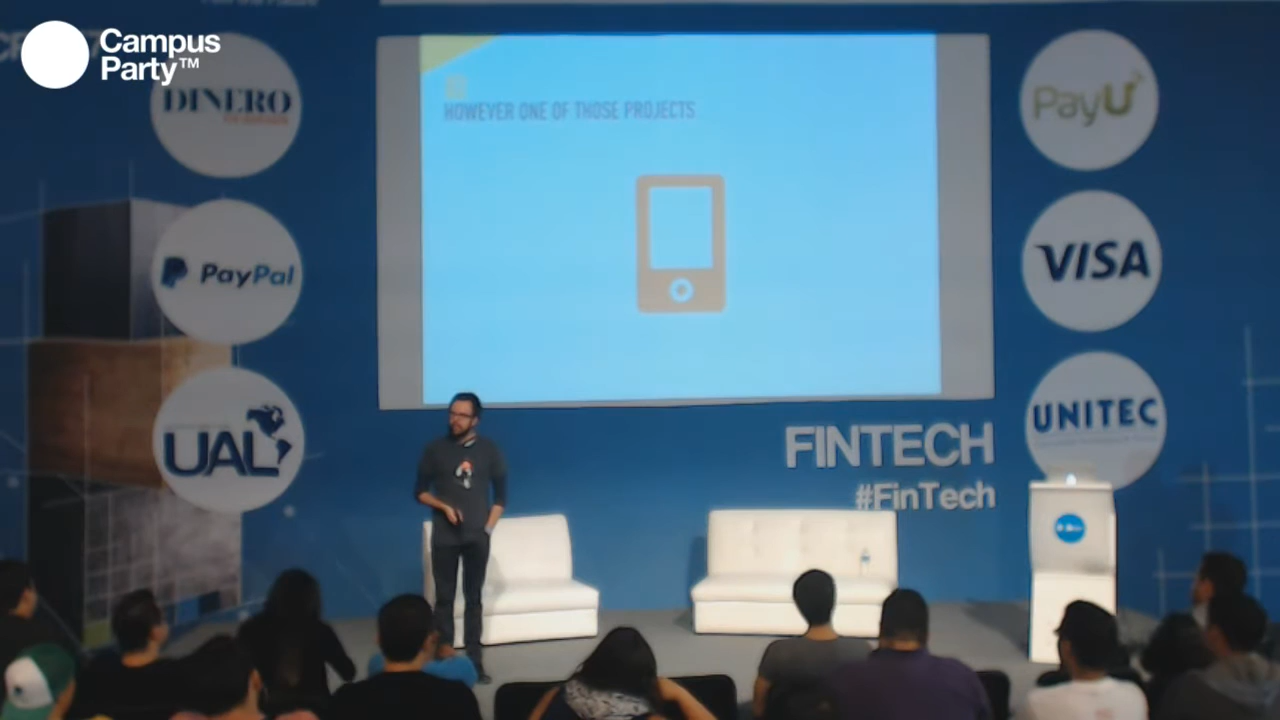 Campus
Party™
DINERO
HOWEVER ONE OF THOSE PROJECTS
PayU
PayPal
VISA
UAL
UNITEC
FINTECH
#FinTech